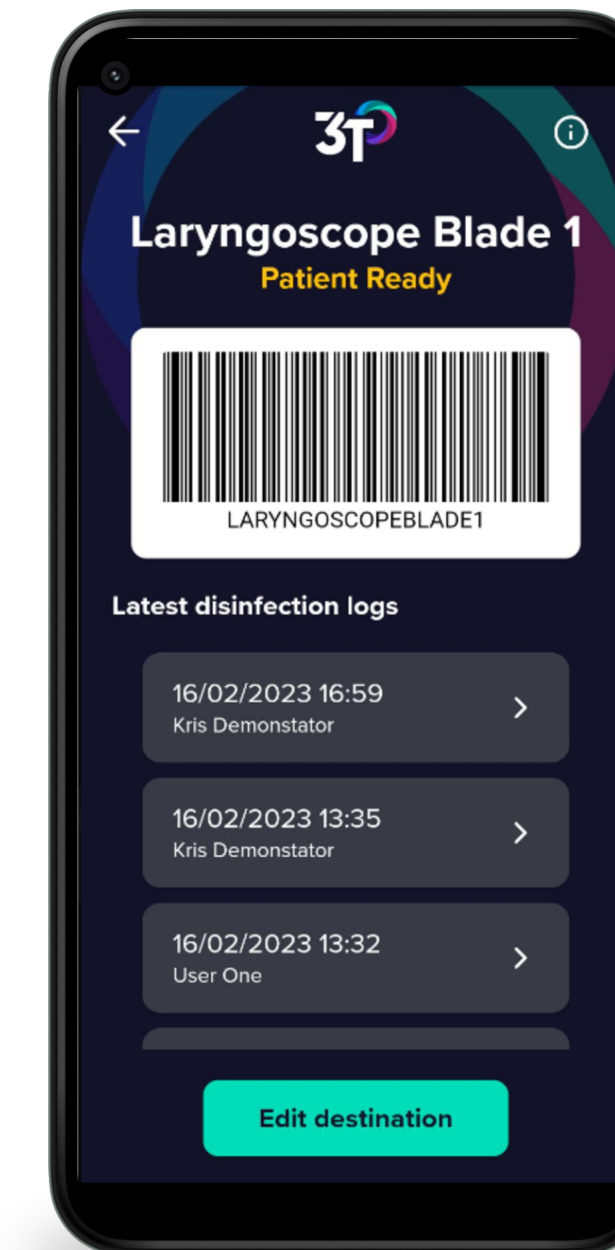 3T
Laryngoscope Blade 1
Patient Ready
LARYNGOSCOPEBLADE1
Latest disinfection logs
16/02/2023 16:59
Kris Demonstator
16/02/2023 13:35
Kris Demonstator
16/02/2023 13:32
User One
Edit destination